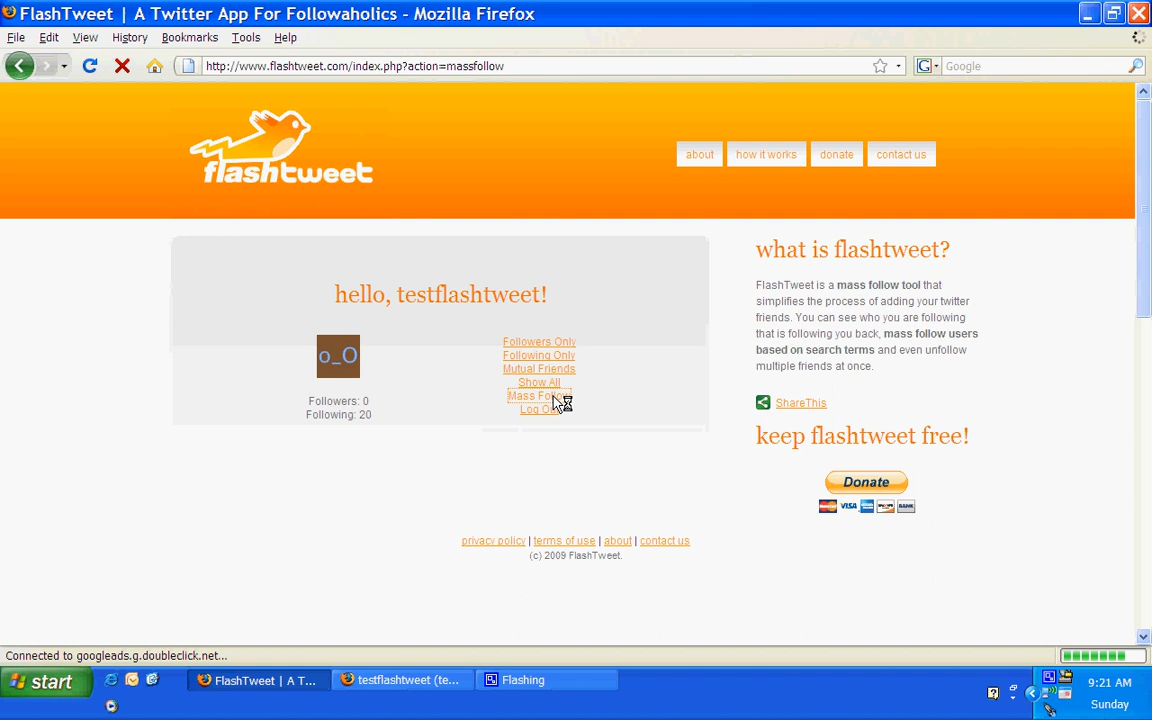 FlashTweet | A Twitter App For Followaholics - Mozilla Firefox
File Edit View History Bookmarks Tools Help
http://www.flashtweet.com/index.php?action=massfollow
G Google
flashtweet
about how it works donate contact us
hello, testflashtweet!
o_O
Followers: 0
Following: 20
Followers Only
Following Only
Mutual Friends
Show All
Mass Follow
Log
what is flashtweet?
FlashTweet is a mass follow tool that
simplifies the process of adding your twitter
friends. You can see who you are following
that is following you back, mass follow users
based on search terms and even unfollow
multiple friends at once.
ShareThis
keep flashtweet free!
Donate
VISA
BANK
privacy policy | terms of use | about | contact us
(c) 2009 FlashTweet.
Connected to googleads.g.doubleclick.net...
start
FlashTweet | A T...
testflashtweet (te...
Flashing
9:21 AM
Sunday